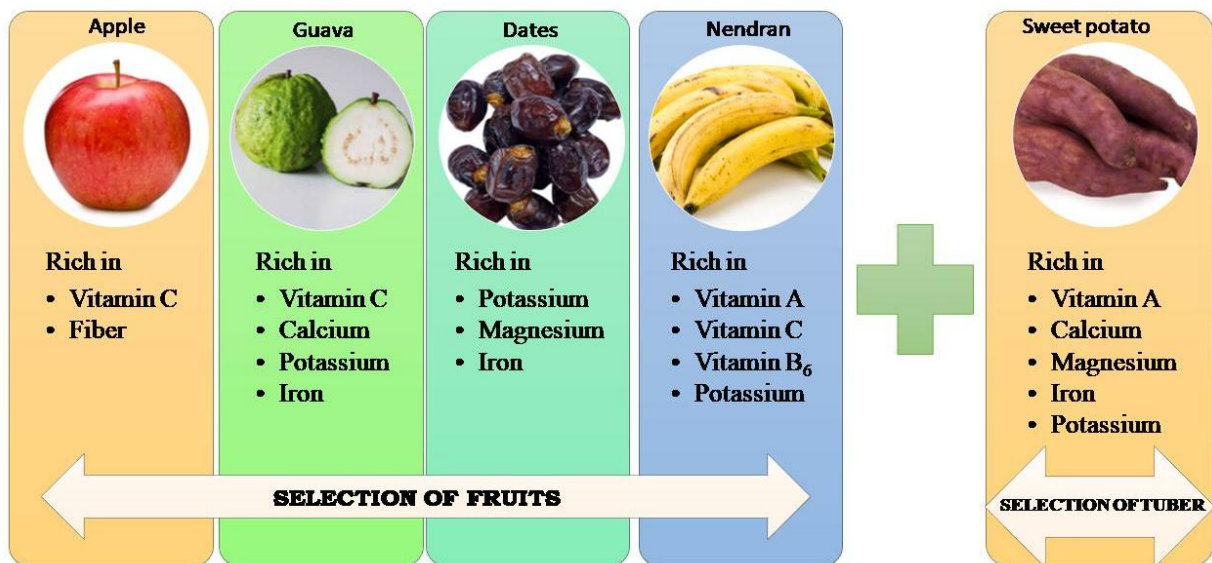 Apple
Rich in
• Vitamin C
• Fiber
Guava
Rich in
• Vitamin C
• Calcium
• Potassium
• Iron
Dates
Rich in
• Potassium
• Magnesium
• Iron
Nendran
Rich in
• Vitamin A
• Vitamin C
• Vitamin B₆
• Potassium
SELECTION OF FRUITS
Sweet potato
Rich in
• Vitamin A
• Calcium
• Magnesium
• Iron
• Potassium
SELECTION OF TUBER